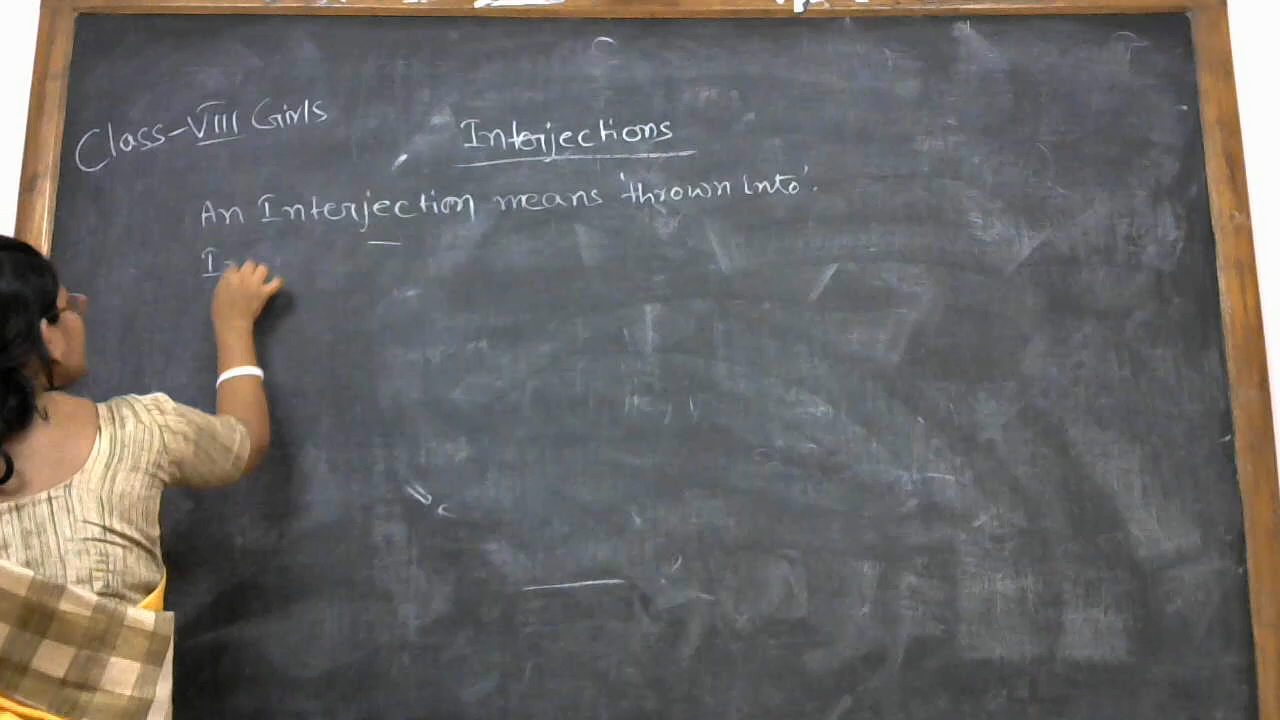 Class-VIII Girls
Interjections
An Interjection means 'thrown into'.